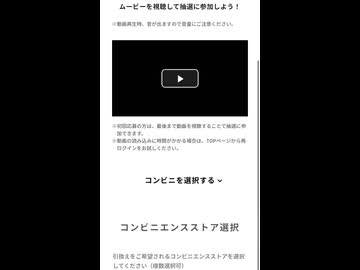 ムービーを視聴して抽選に参加しよう！
※動画再生時、音が出ますので音量にご注意ください。
※初回応募の方は、最後まで動画を視聴することで抽選に参
加できます。
※動画の読み込みに時間がかかる場合は、TOPページから再
ログインをお試しください。
コンビニを選択する
コンビニエンスストア選択
引換えをご希望されるコンビニエンスストアを選択
してください（複数選択可）